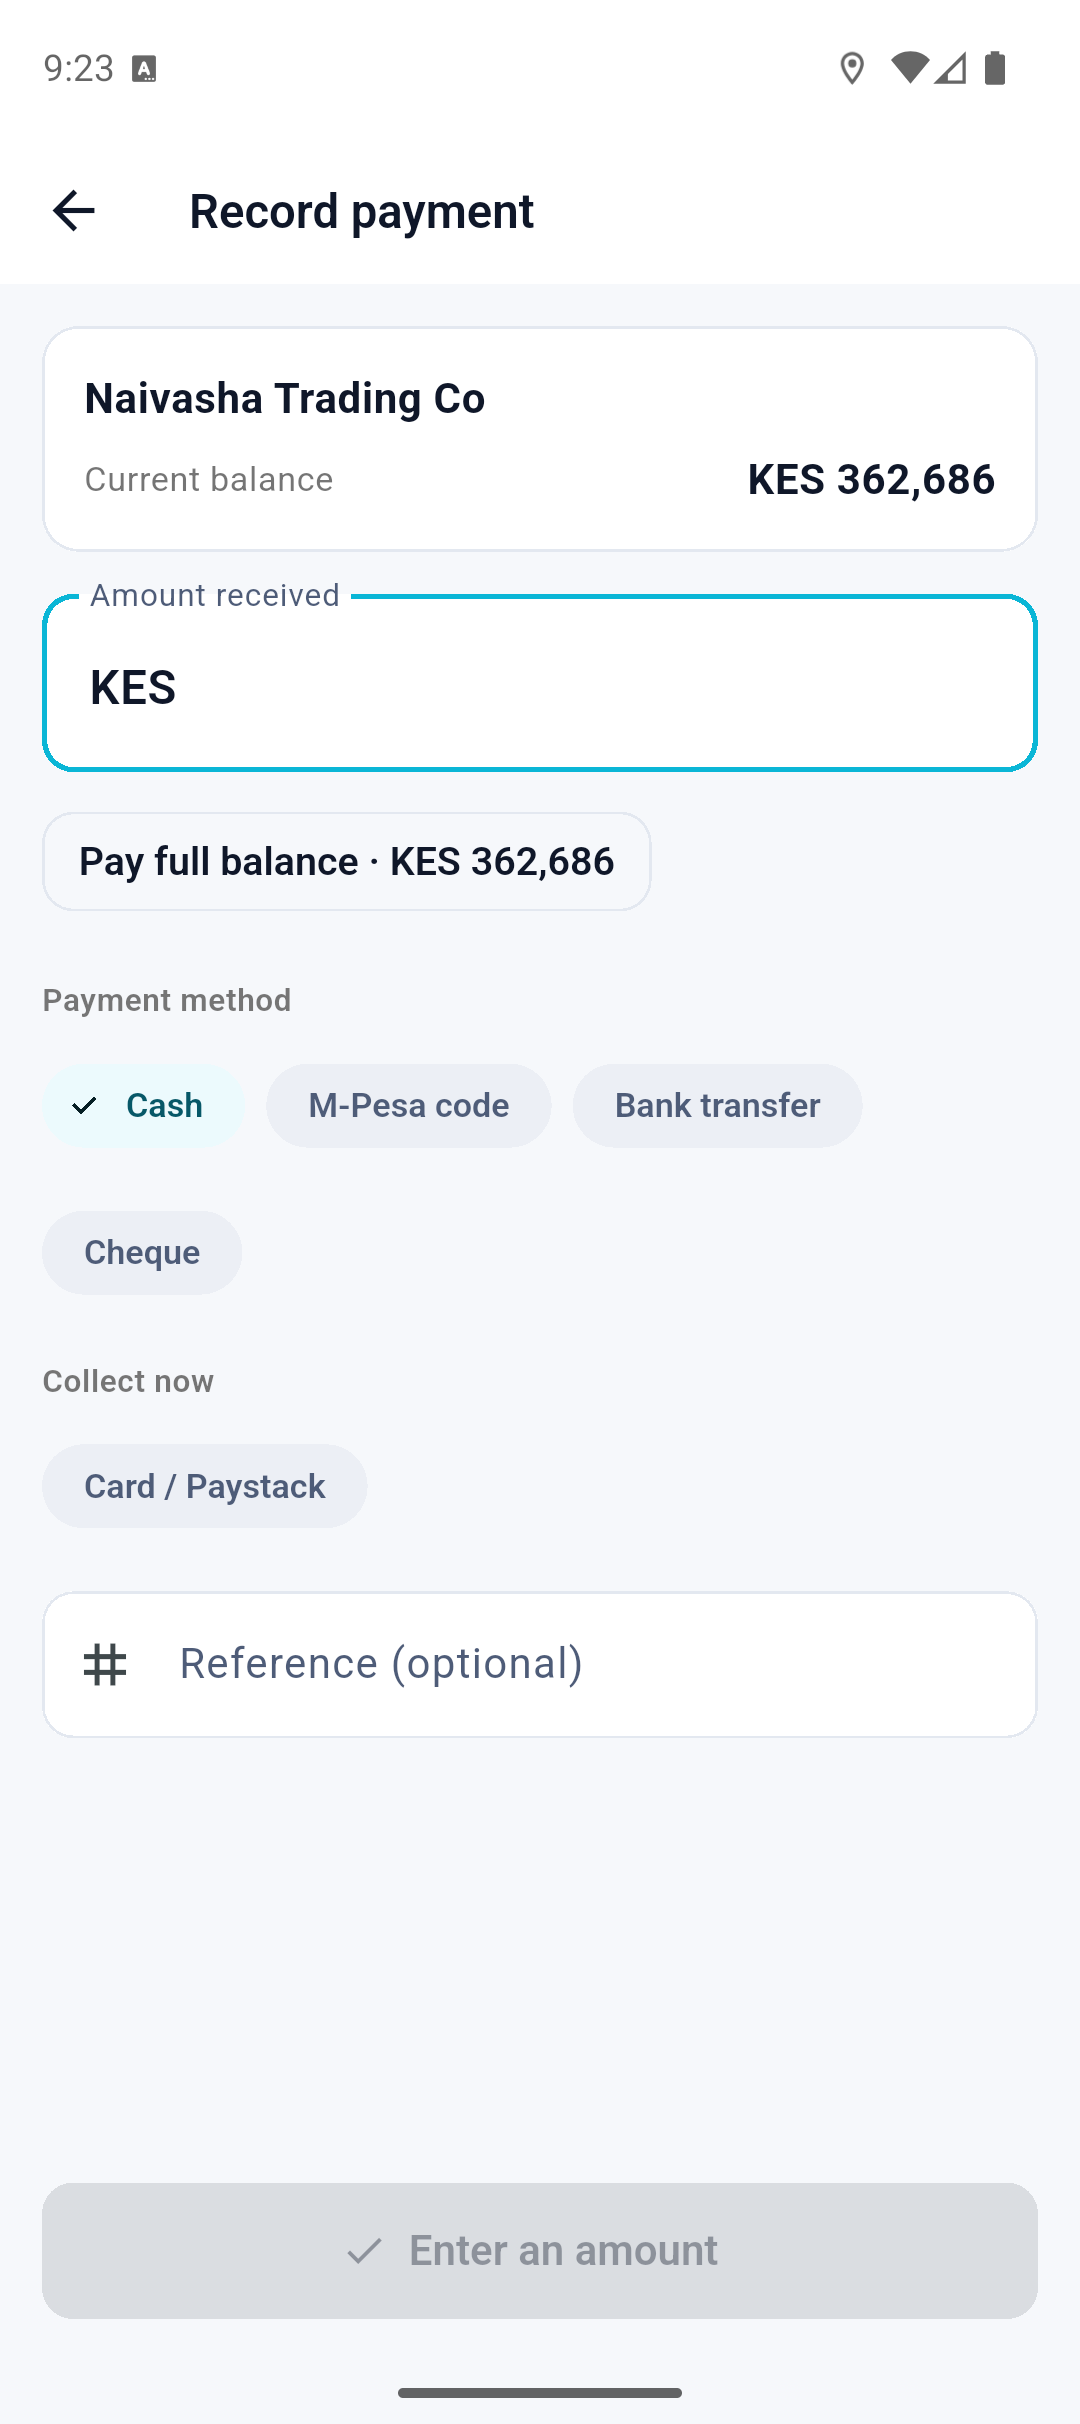 9:23
Record payment
Naivasha Trading Co
Current balance KES 362,686
Amount received
KES
Pay full balance · KES 362,686
Payment method
Cash M-Pesa code Bank transfer
Cheque
Collect now
Card / Paystack
Reference (optional)
Enter an amount